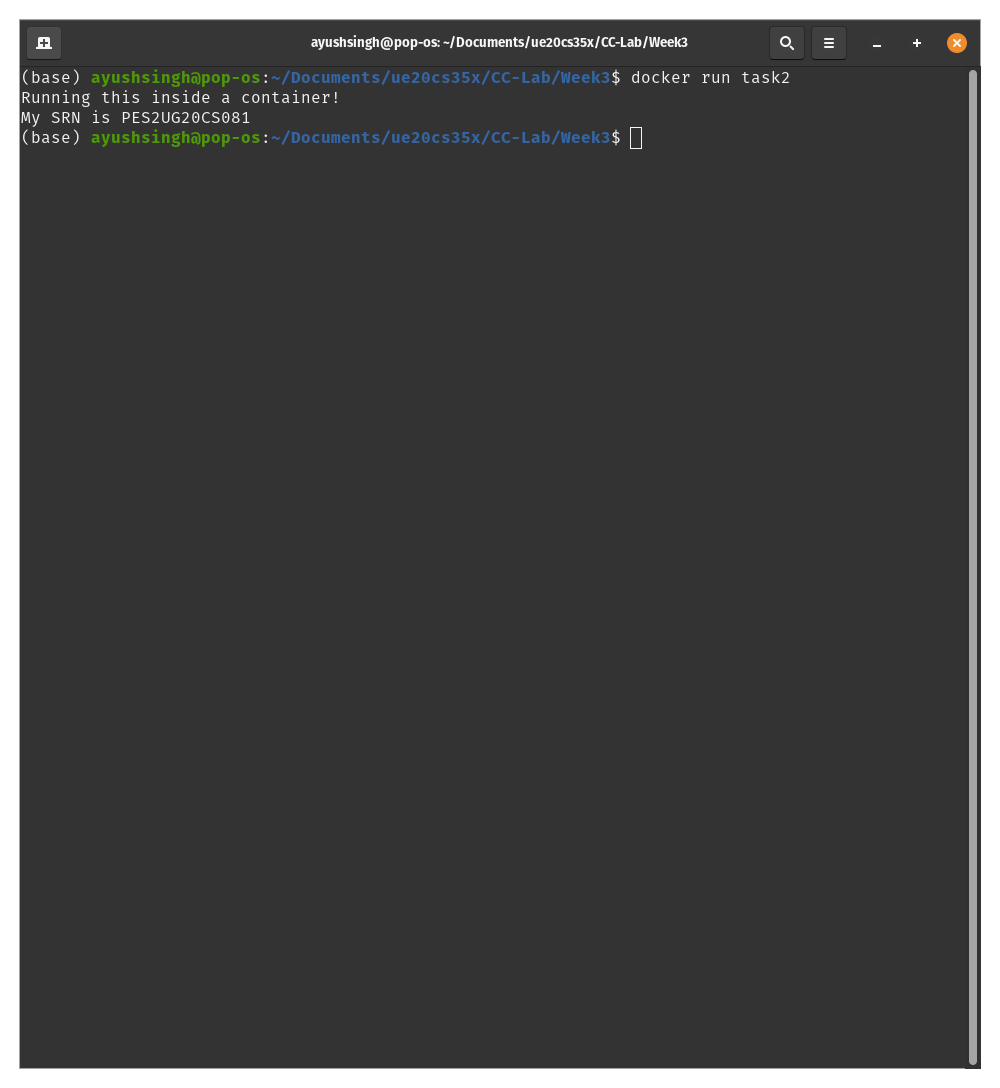 ayushsingh@pop-os: ~/Documents/ue20cs35x/CC-Lab/Week3
(base) ayushsingh@pop-os:~/Documents/ue20cs35x/CC-Lab/Week3$ docker run task2
Running this inside a container!
My SRN is PES2UG20CS081
(base) ayushsingh@pop-os:~/Documents/ue20cs35x/CC-Lab/Week3$